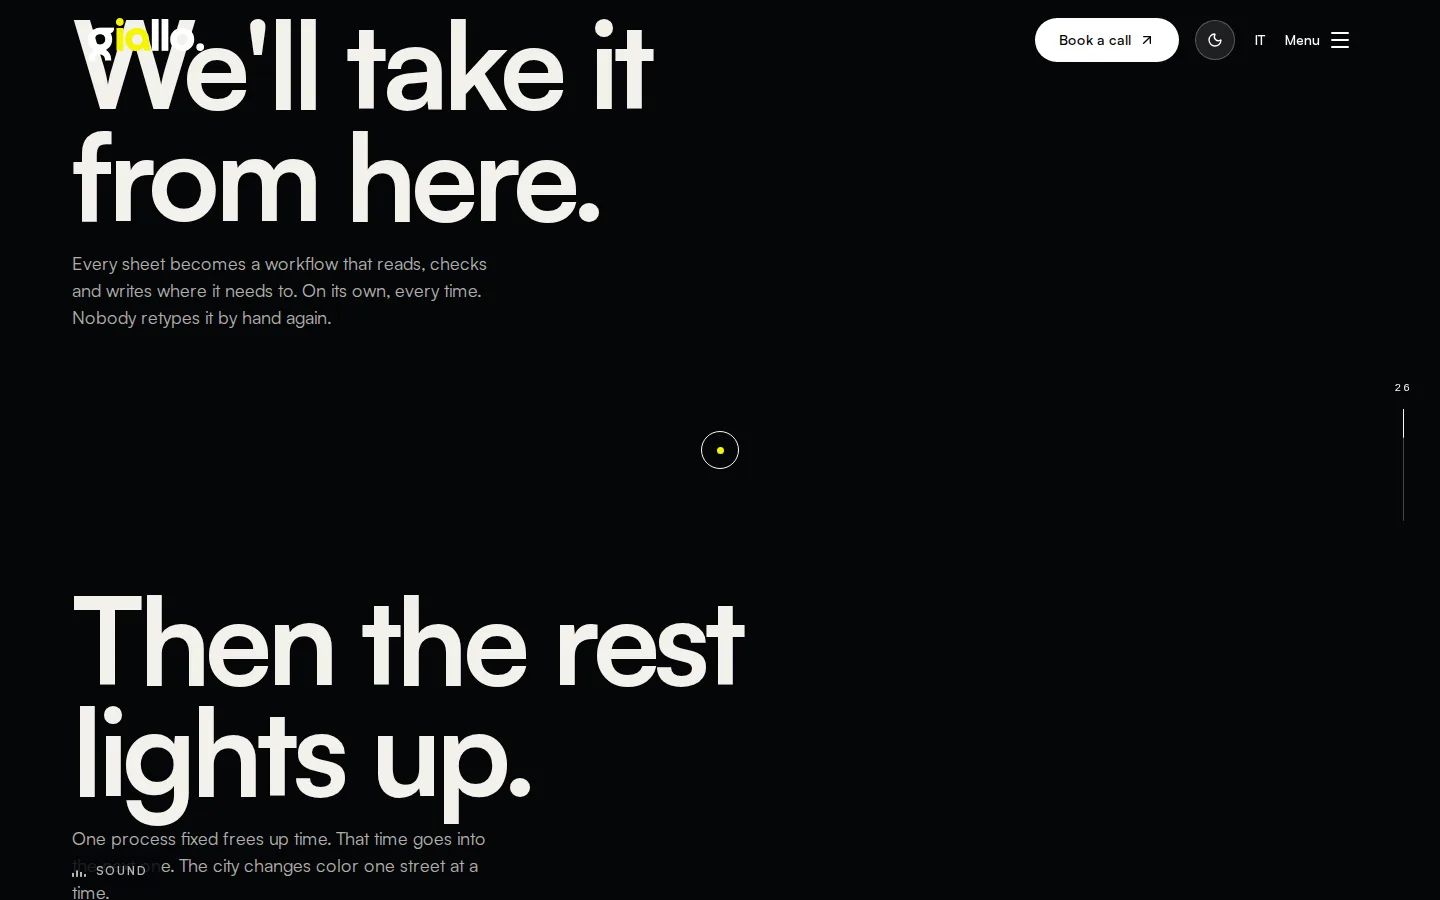 giallo.
Book a call
IT
Menu
We'll take it
from here.
Every sheet becomes a workflow that reads, checks
and writes where it needs to. On its own, every time.
Nobody retypes it by hand again.
26
Then the rest
lights up.
One process fixed frees up time. That time goes into
the next one. The city changes color one street at a
SOUND
time.